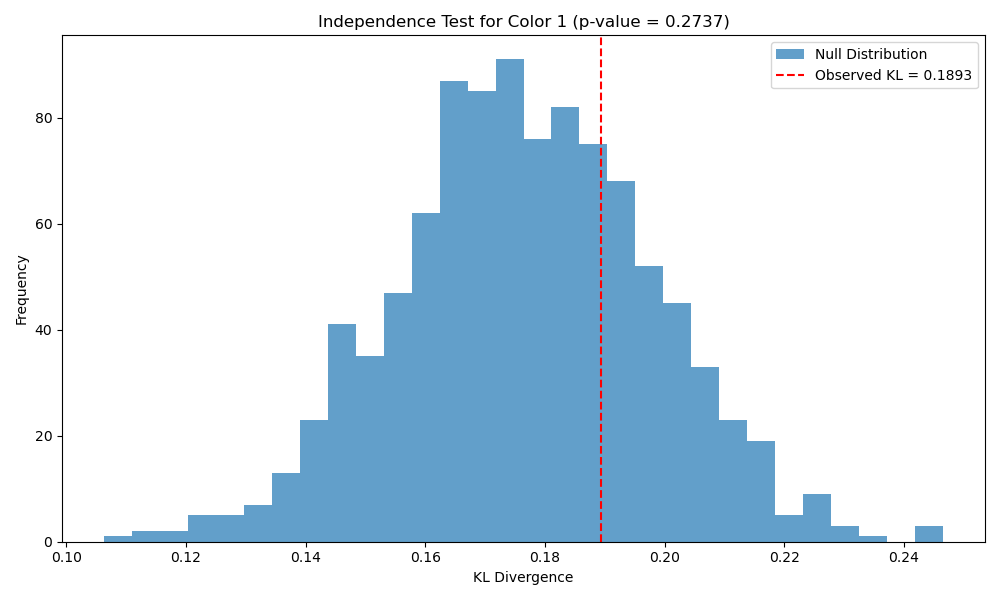 Independence Test for Color 1 (p-value = 0.2737)
Null Distribution
Observed KL = 0.1893
Frequency
80
60
40
20
0
0.10 0.12 0.14 0.16 0.18 0.20 0.22 0.24
KL Divergence